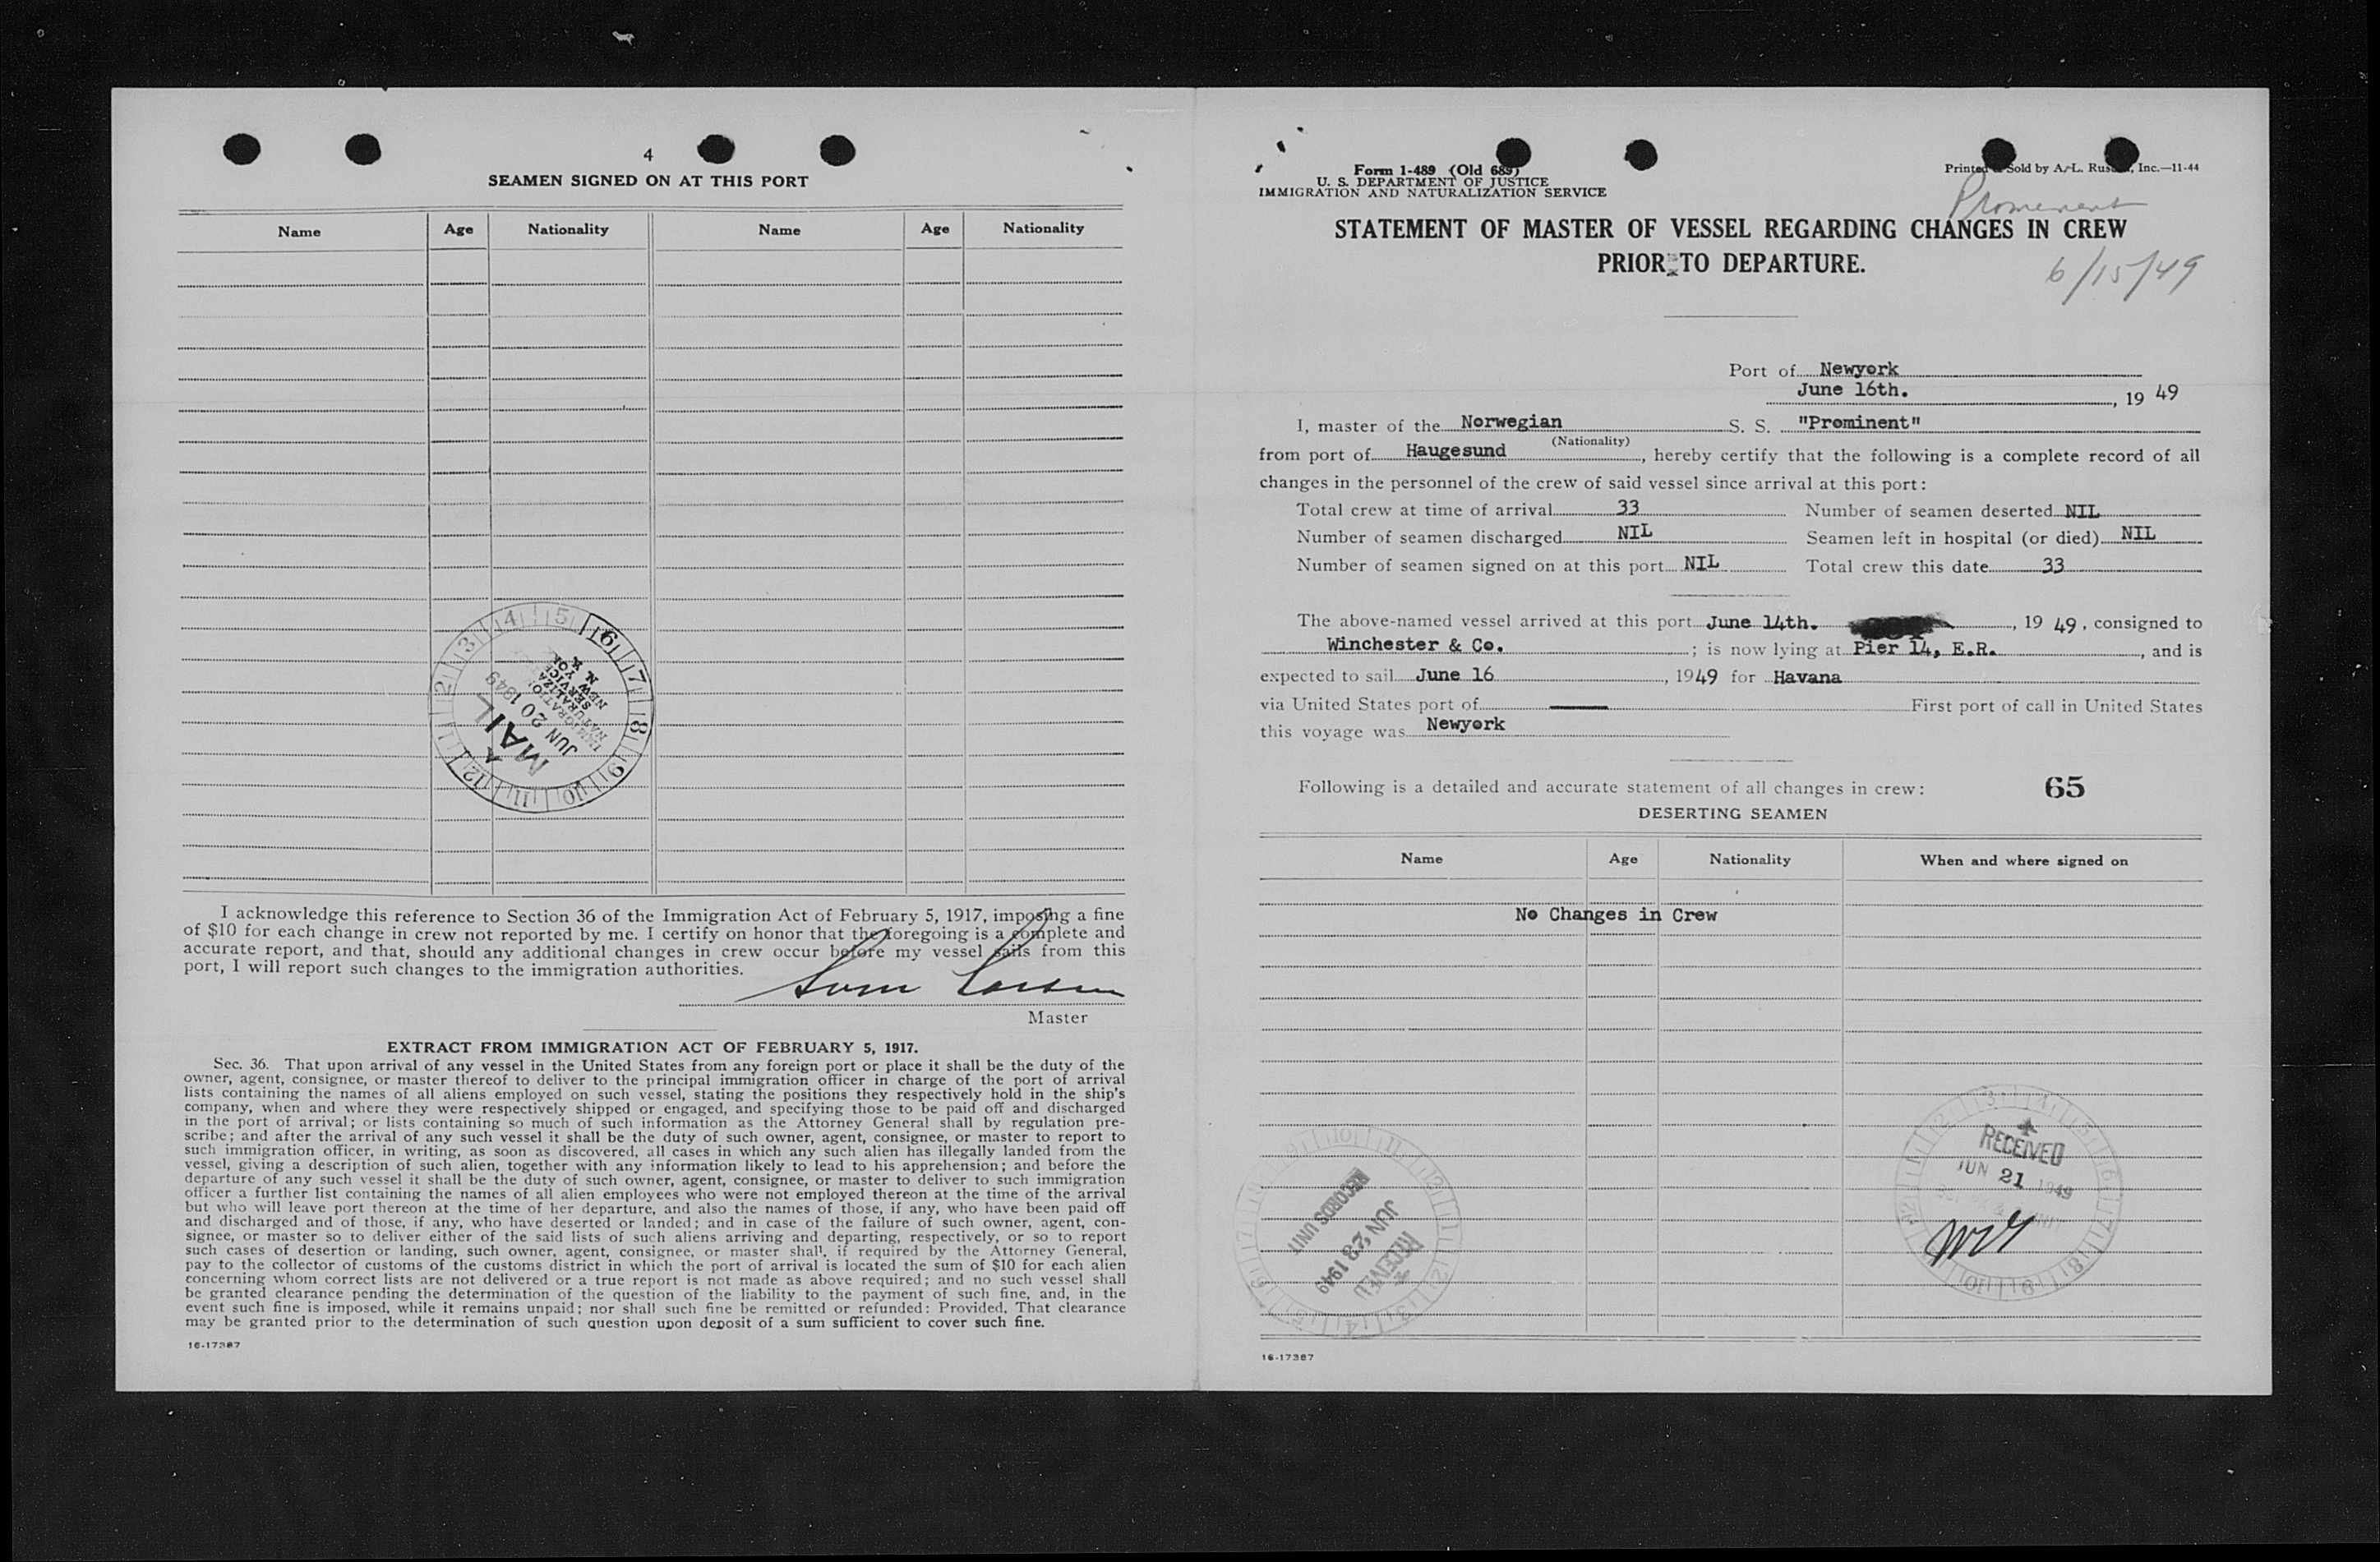 4
SEAMEN SIGNED ON AT THIS PORT
Name Age Nationality Name Age Nationality
MAIL
JUN 20 1949
I acknowledge this reference to Section 36 of the Immigration Act of February 5, 1917, imposing a fine
of $10 for each change in crew not reported by me. I certify on honor that the foregoing is a complete and
accurate report, and that, should any additional changes in crew occur before my vessel sails from this
port, I will report such changes to the immigration authorities.
Master
EXTRACT FROM IMMIGRATION ACT OF FEBRUARY 5, 1917.
Sec. 36. That upon arrival of any vessel in the United States from any foreign port or place it shall be the duty of the
owner, agent, consignee, or master thereof to deliver to the principal immigration officer in charge of the port of arrival
lists containing the names of all aliens employed on such vessel, stating the positions they respectively hold in the ship's
company, when and where they were respectively shipped or engaged, and specifying those to be paid off and discharged
in the port of arrival; or lists containing so much of such information as the Attorney General shall by regulation pre-
scribe; and after the arrival of any such vessel it shall be the duty of such owner, agent, consignee, or master to report to
such immigration officer, in writing, as soon as discovered, all cases in which any such alien has illegally landed from the
vessel, giving a description of such alien, together with any information likely to lead to his apprehension; and before the
departure of any such vessel it shall be the duty of such owner, agent, consignee, or master to deliver to such immigration
officer a further list containing the names of all alien employees who were not employed thereon at the time of the arrival
but who will leave port thereon at the time of her departure, and also the names of those, if any, who have been paid off
and discharged and of those, if any, who have deserted or landed; and in case of the failure of such owner, agent, con-
signee, or master so to deliver either of the said lists of such aliens arriving and departing, respectively, or so to report
such cases of desertion or landing, such owner, agent, consignee, or master shall, if required by the Attorney General,
pay to the collector of customs of the customs district in which the port of arrival is located the sum of $10 for each alien
concerning whom correct lists are not delivered or a true report is not made as above required; and no such vessel shall
be granted clearance pending the determination of the question of the liability to the payment of such fine, and, in the
event such fine is imposed, while it remains unpaid; nor shall such fine be remitted or refunded: Provided, That clearance
may be granted prior to the determination of such question upon deposit of a sum sufficient to cover such fine.
16-17387
Form I-489 (Old 689)
U. S. DEPARTMENT OF JUSTICE
IMMIGRATION AND NATURALIZATION SERVICE
Printed Sold by A. L. Inc.—11-44
Prominent
STATEMENT OF MASTER OF VESSEL REGARDING CHANGES IN CREW
PRIOR TO DEPARTURE.
6/15/49
Port of Newyork
June 16th. , 19 49
I, master of the Norwegian S. S. "Prominent"
(Nationality)
from port of Haugesund , hereby certify that the following is a complete record of all
changes in the personnel of the crew of said vessel since arrival at this port:
Total crew at time of arrival 33 Number of seamen deserted NIL
Number of seamen discharged NIL Seamen left in hospital (or died) NIL
Number of seamen signed on at this port NIL Total crew this date 33
The above-named vessel arrived at this port June 14th. , 19 49, consigned to
Winchester & Co. ; is now lying at Pier 14, E.R. , and is
expected to sail June 16 , 1949 for Havana
via United States port of First port of call in United States
this voyage was Newyork
Following is a detailed and accurate statement of all changes in crew: 65
DESERTING SEAMEN
Name Age Nationality When and where signed on
No Changes in Crew
RECEIVED
JUN 21 1949
RECORDS UNIT
JUN 28 1949
RECEIVED
16-17387